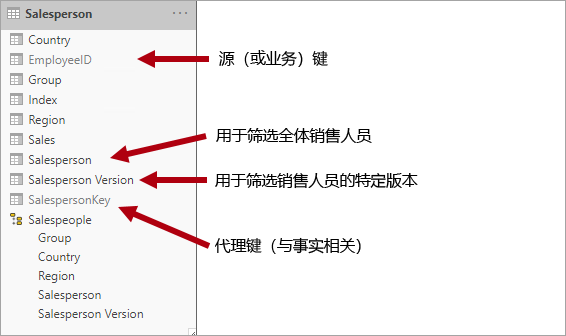 Salesperson ...
Country
EmployeeID
源（或业务）键
Group
Index
Region
Sales
用于筛选全体销售人员
Salesperson
Salesperson Version
用于筛选销售人员的特定版本
SalespersonKey
Salespeople
Group
代理键（与事实相关）
Country
Region
Salesperson
Salesperson Version